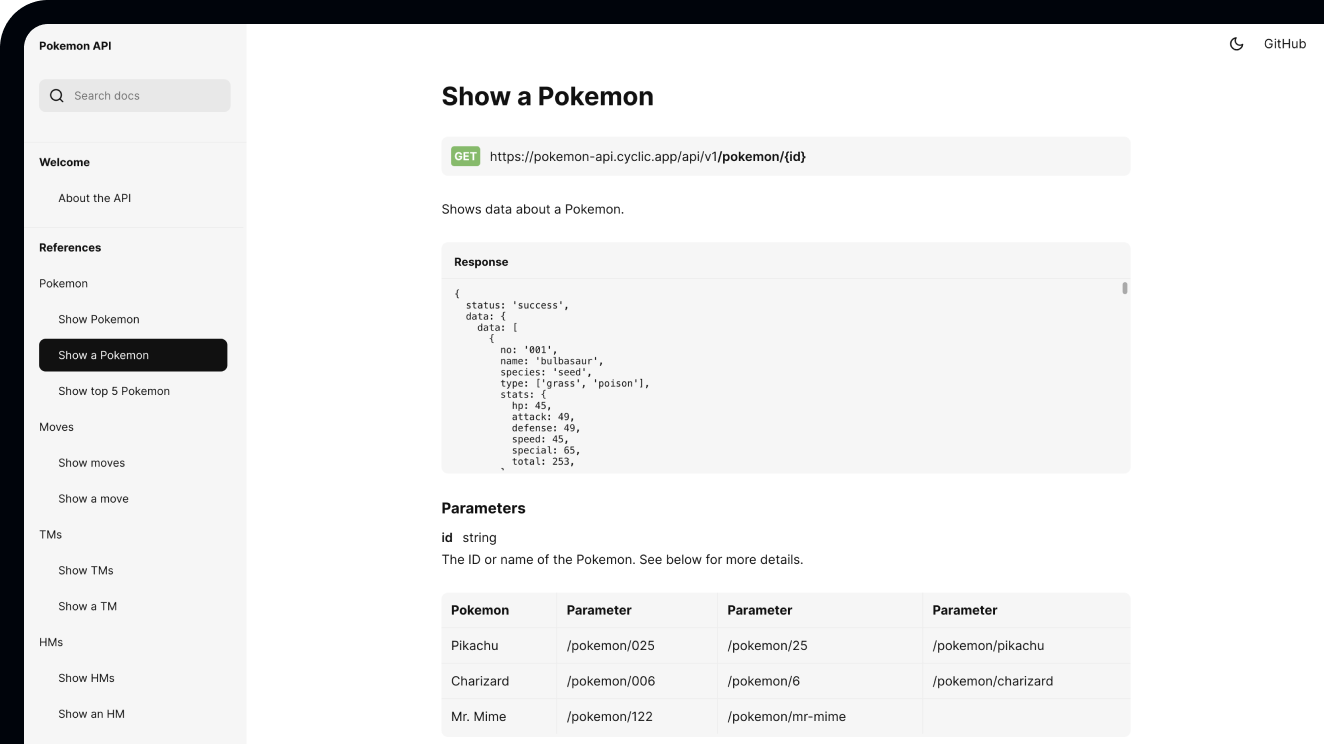 Pokemon API
Search docs
Welcome
About the API
References
Pokemon
Show Pokemon
Show a Pokemon
Show top 5 Pokemon
Moves
Show moves
Show a move
TMs
Show TMs
Show a TM
HMs
Show HMs
Show an HM
GitHub
Show a Pokemon
GET https://pokemon-api.cyclic.app/api/v1/pokemon/{id}
Shows data about a Pokemon.
Response
{
  status: 'success',
  data: {
    data: [
      {
        no: '001',
        name: 'bulbasaur',
        species: 'seed',
        type: ['grass', 'poison'],
        stats: {
          hp: 45,
          attack: 49,
          defense: 49,
          speed: 45,
          special: 65,
          total: 253,
Parameters
id string
The ID or name of the Pokemon. See below for more details.
Pokemon Parameter Parameter Parameter
Pikachu /pokemon/025 /pokemon/25 /pokemon/pikachu
Charizard /pokemon/006 /pokemon/6 /pokemon/charizard
Mr. Mime /pokemon/122 /pokemon/mr-mime